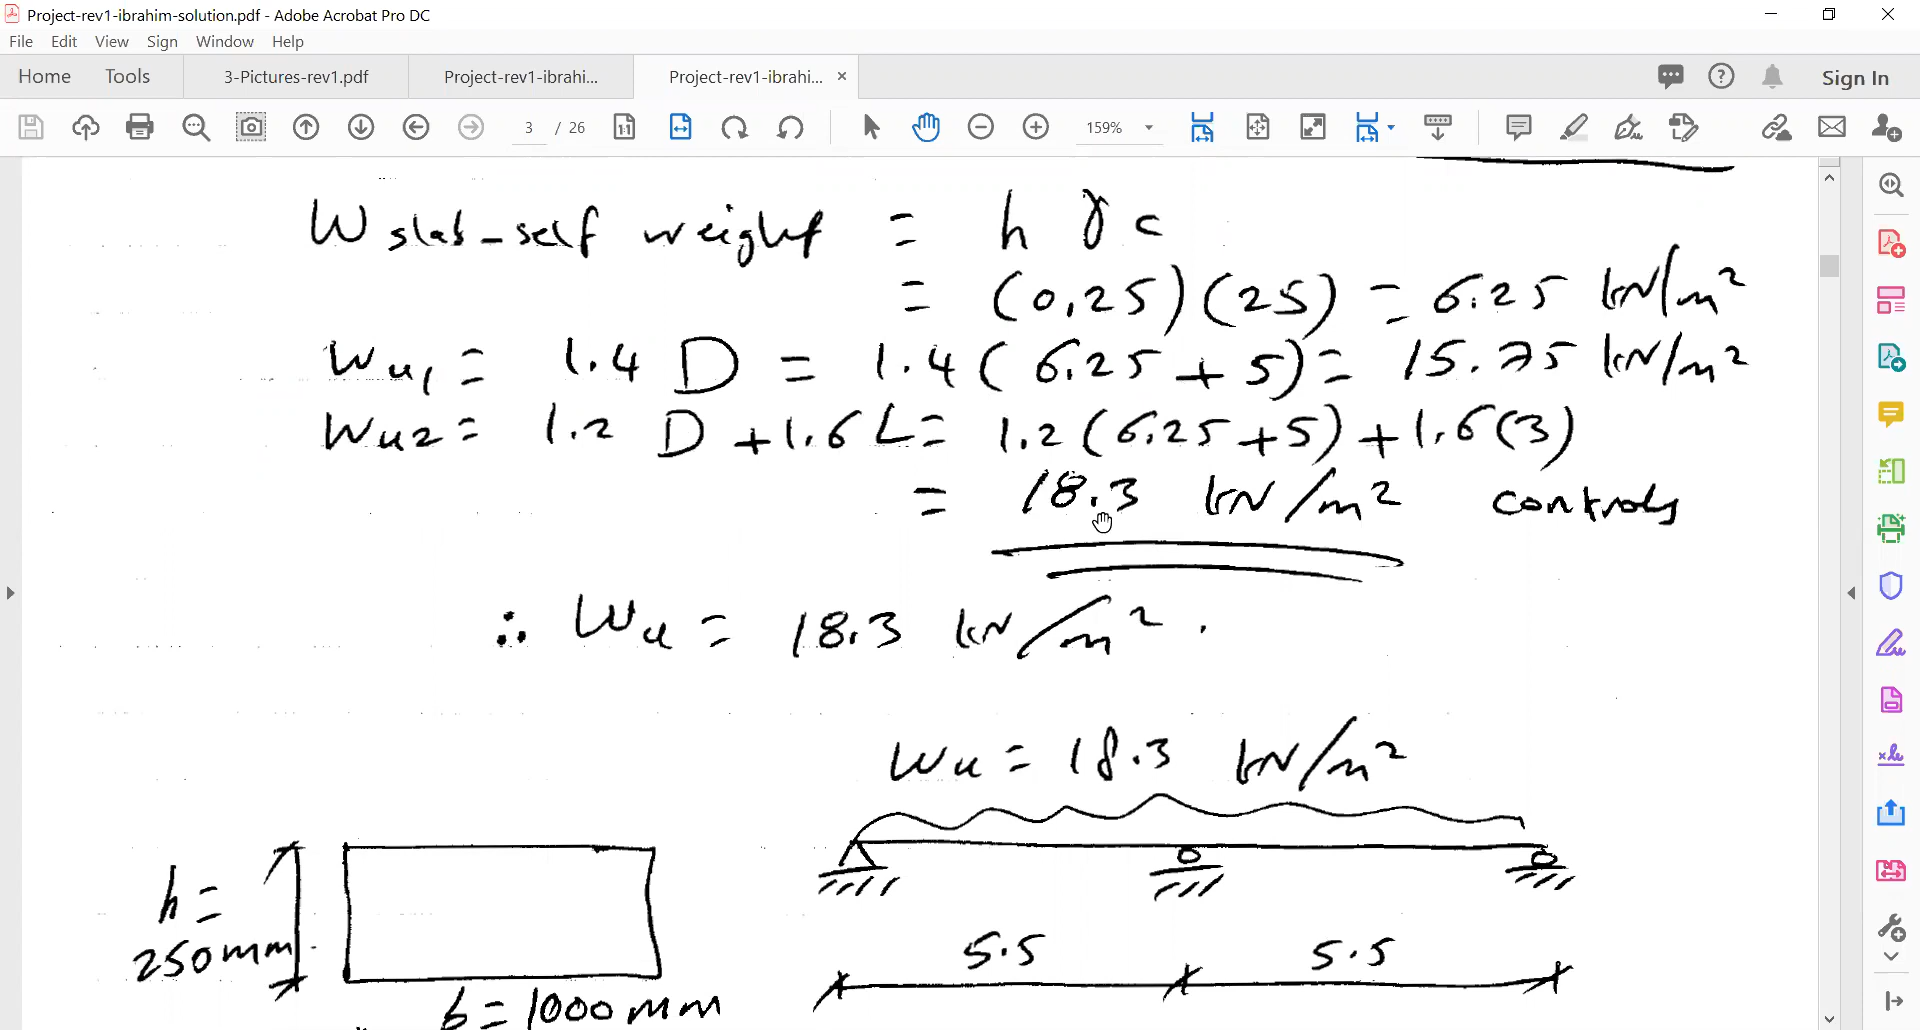 Project-rev1-ibrahim-solution.pdf - Adobe Acrobat Pro DC
File Edit View Sign Window Help
Home Tools 3-Pictures-rev1.pdf Project-rev1-ibrahi... Project-rev1-ibrahi... × Sign In
3 / 26 159%
W slab-self weight = h γc
= (0.25)(25) = 6.25 kN/m²
Wu1 = 1.4 D = 1.4(6.25+5) = 15.75 kN/m²
Wu2 = 1.2 D + 1.6 L = 1.2(6.25+5)+1.6(3)
= 18.3 kN/m² controls
∴ Wu = 18.3 kN/m².
Wu = 18.3 kN/m²
h =
250mm
5.5 5.5
b = 1000mm